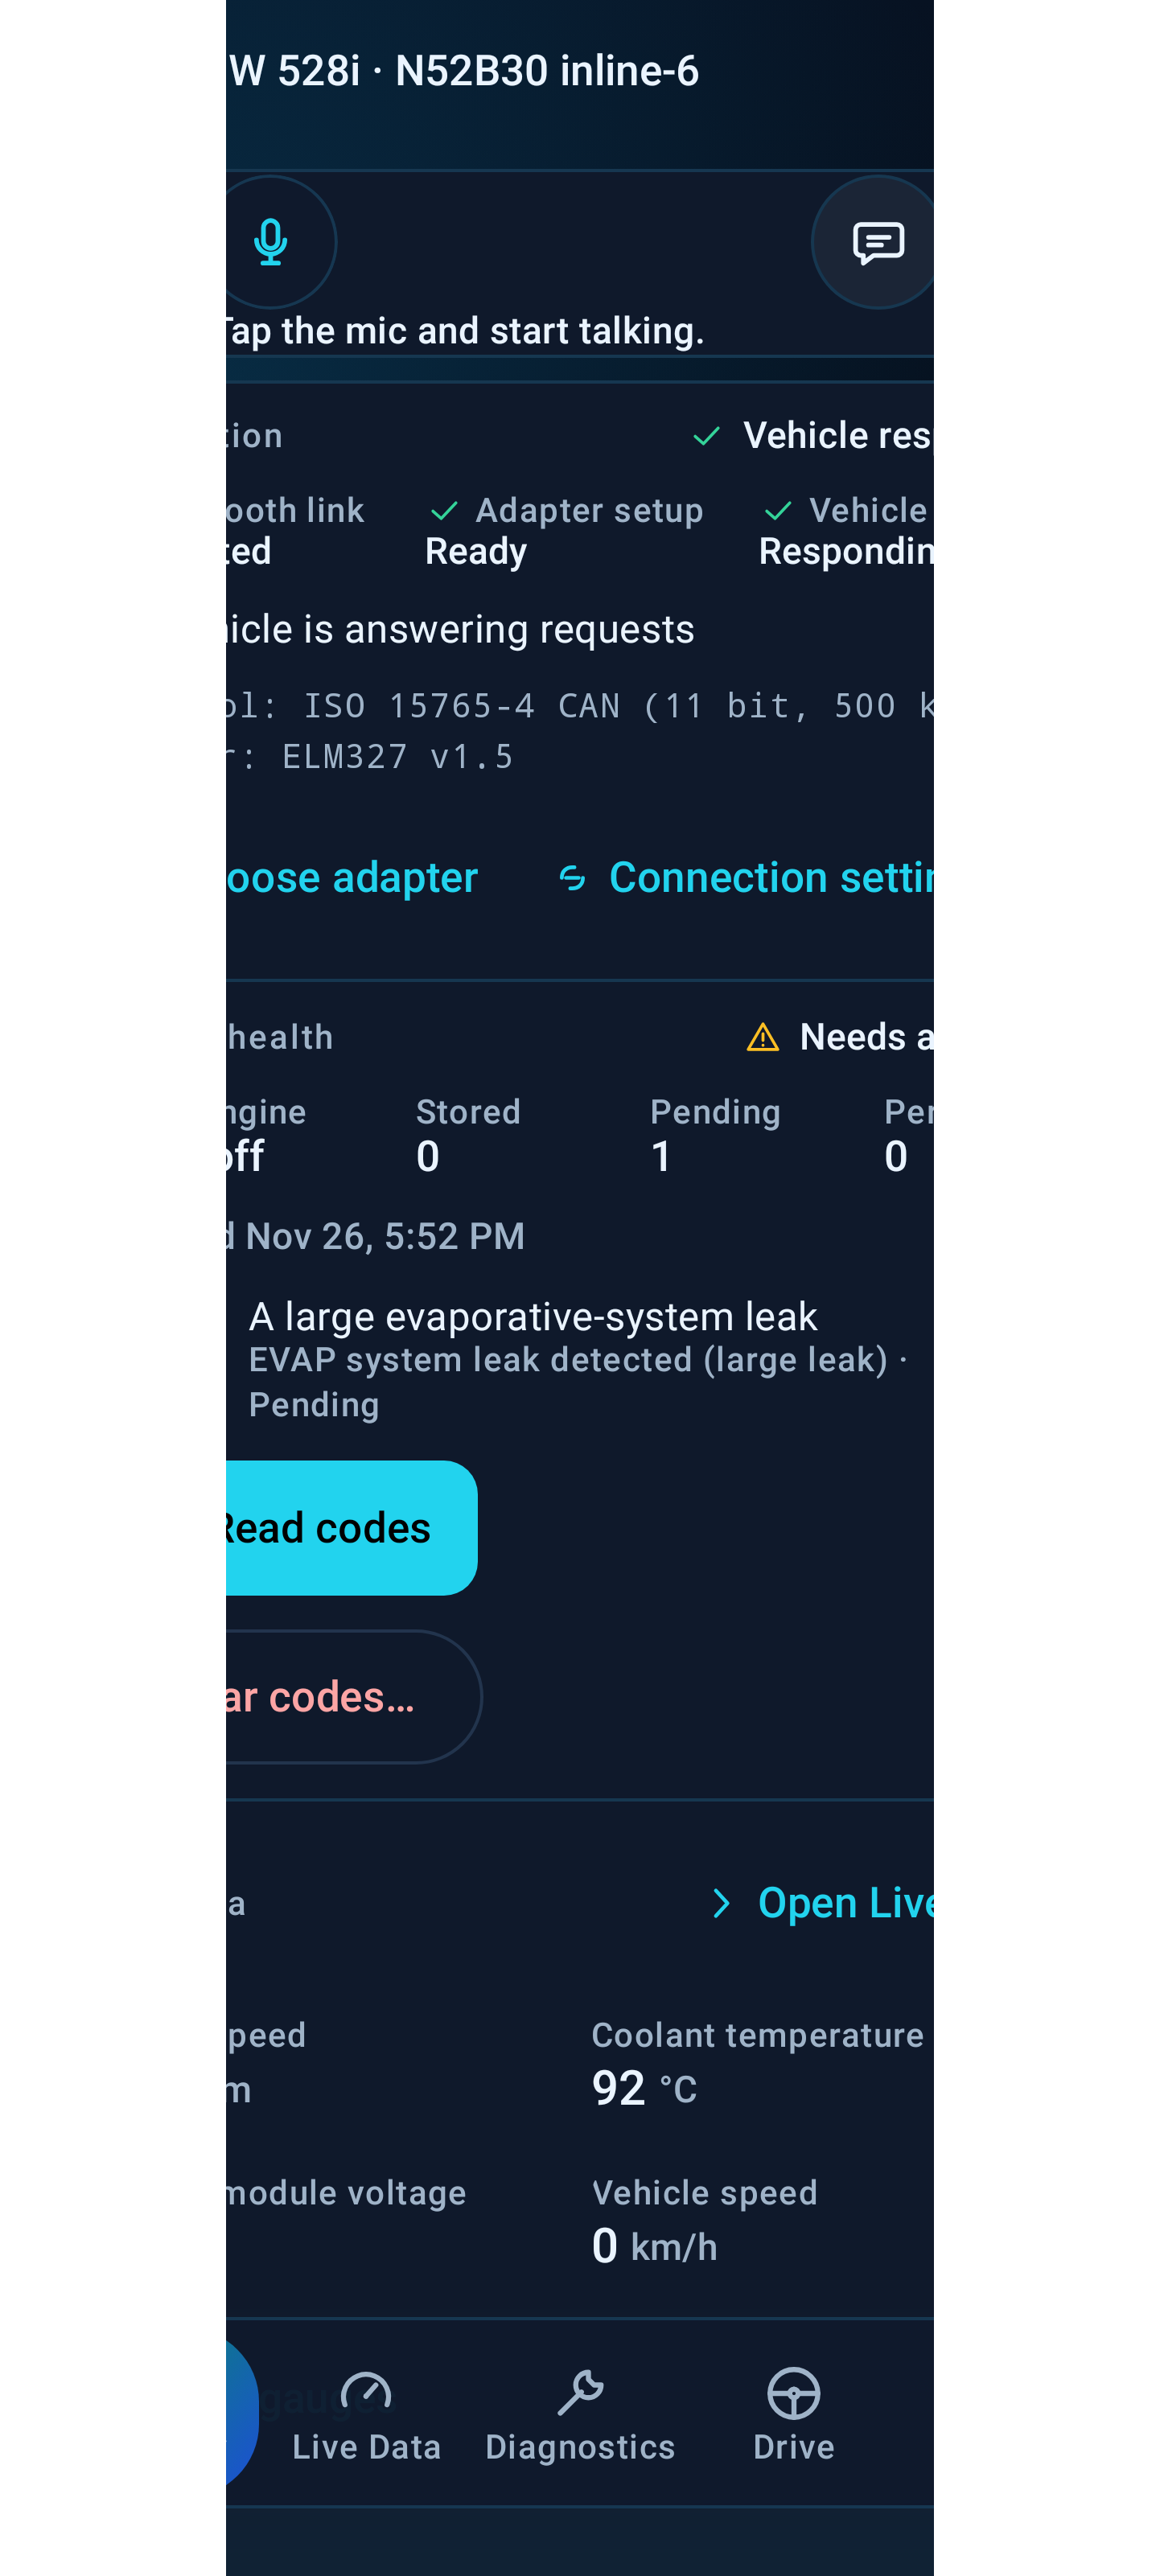 W 528i · N52B30 inline-6
Tap the mic and start talking.
tion
Vehicle resp
ooth link
Adapter setup
Vehicle
ted
Ready
Respondin
hicle is answering requests
ol: ISO 15765-4 CAN (11 bit, 500 k
r: ELM327 v1.5
oose adapter
Connection settin
health
Needs a
ngine
Stored
Pending
Per
off
0
1
0
d Nov 26, 5:52 PM
A large evaporative-system leak
EVAP system leak detected (large leak) ·
Pending
Read codes
ar codes…
a
Open Live
peed
Coolant temperature
m
92 °C
module voltage
Vehicle speed
0 km/h
gauges
Live Data
Diagnostics
Drive